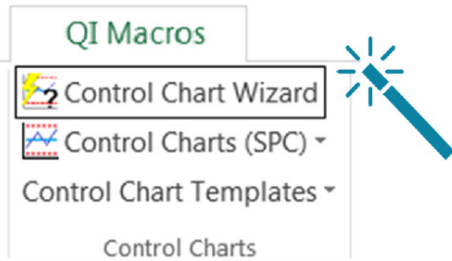 QI Macros
Control Chart Wizard
Control Charts (SPC)
Control Chart Templates
Control Charts